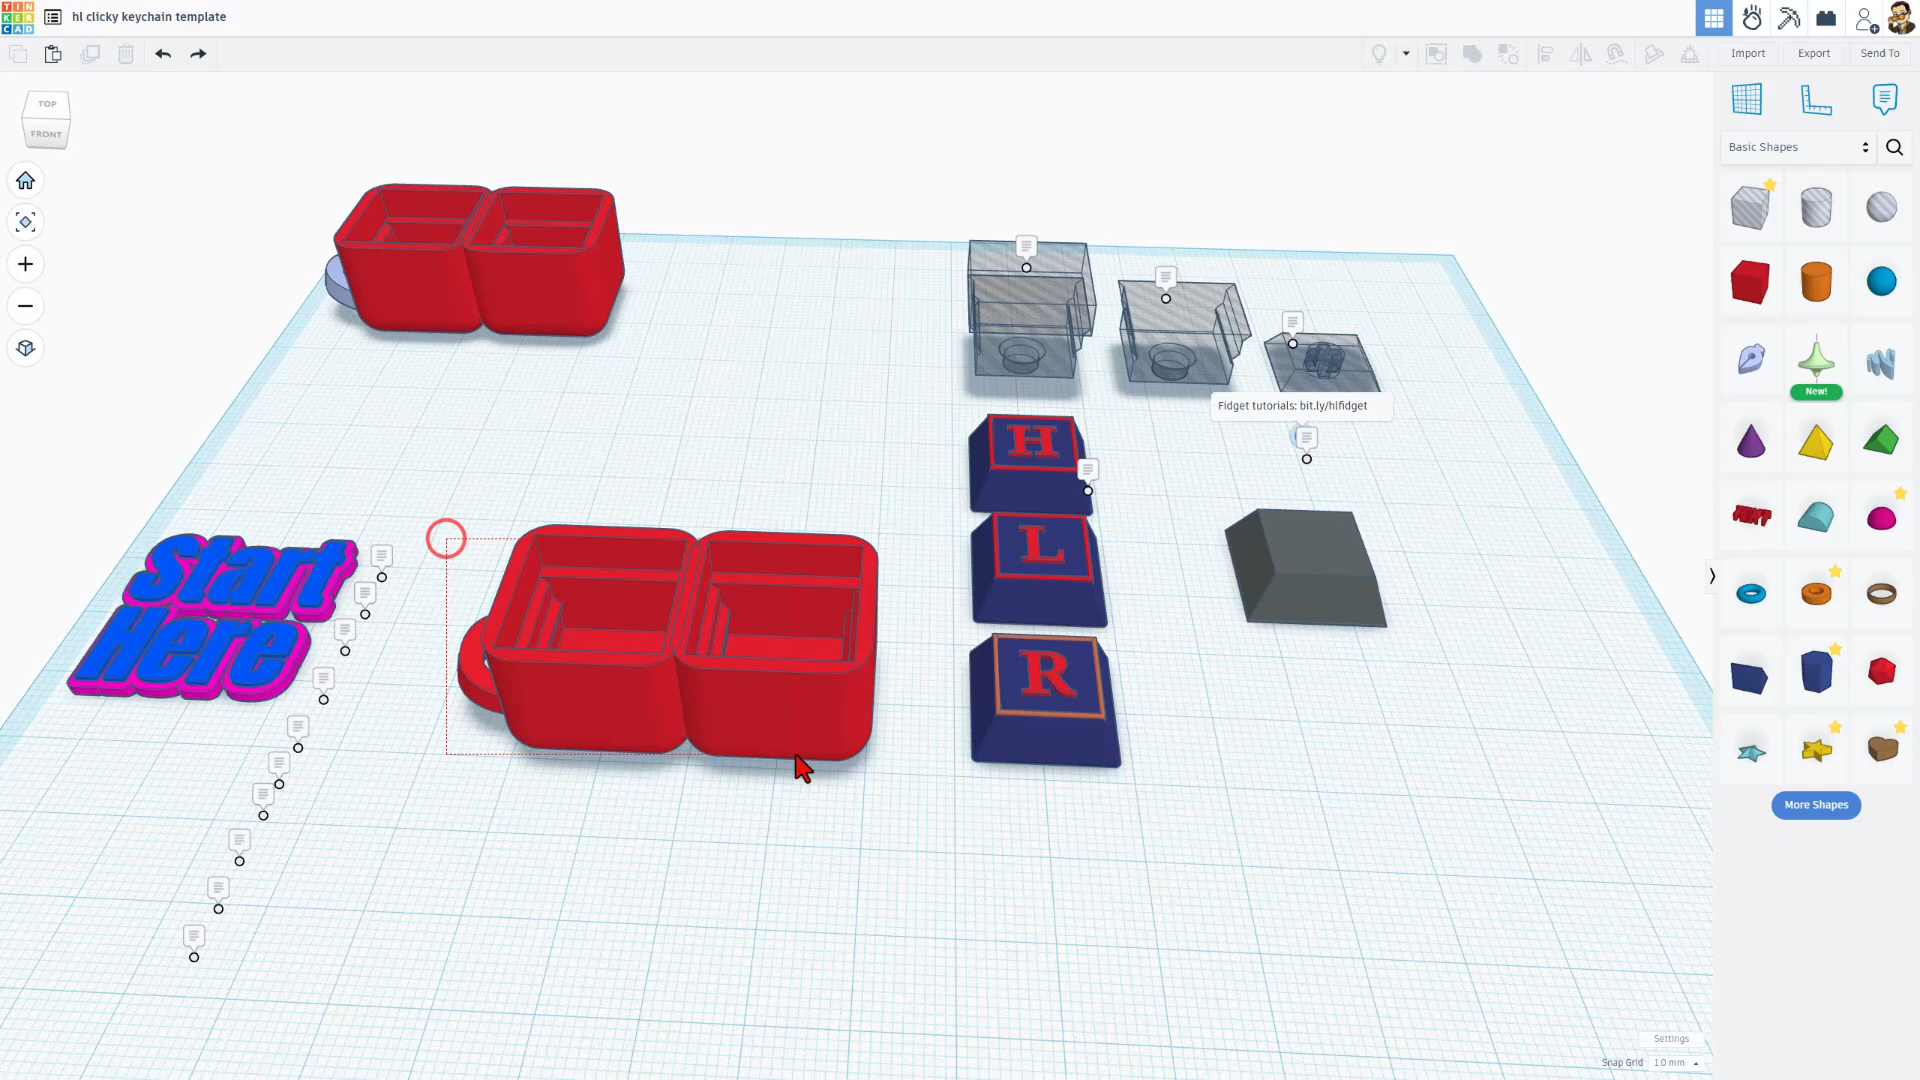 TIN
KER
CAD
hl clicky keychain template
Import
Export
Send To
TOP
FRONT
Basic Shapes
New!
Fidget tutorials: bit.ly/hlfidget
H
L
R
Start
Here
TEXT
More Shapes
Settings
Snap Grid 1.0 mm